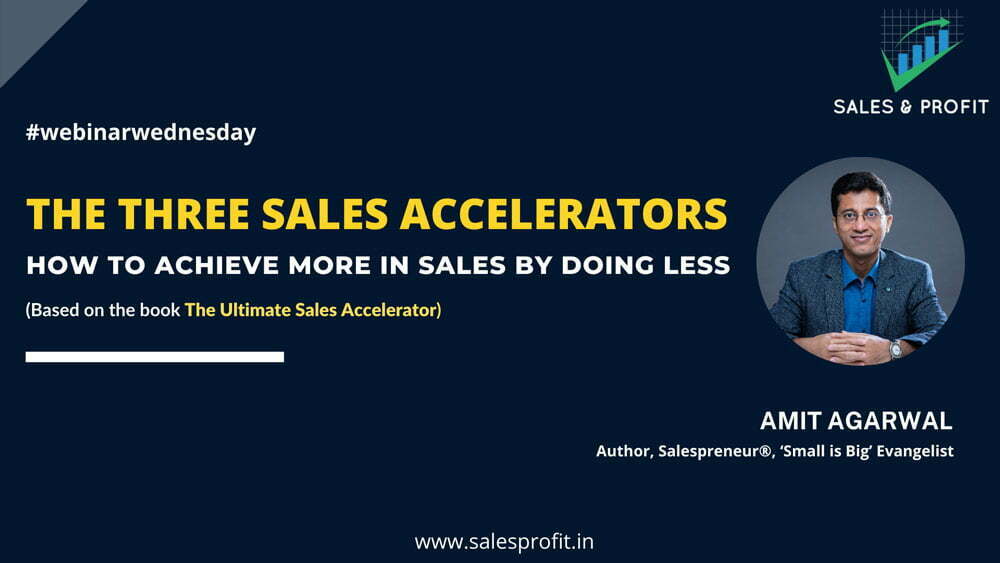 SALES & PROFIT
#webinarwednesday
THE THREE SALES ACCELERATORS
HOW TO ACHIEVE MORE IN SALES BY DOING LESS
(Based on the book The Ultimate Sales Accelerator)
AMIT AGARWAL
Author, Salespreneur®, ‘Small is Big’ Evangelist
www.salesprofit.in